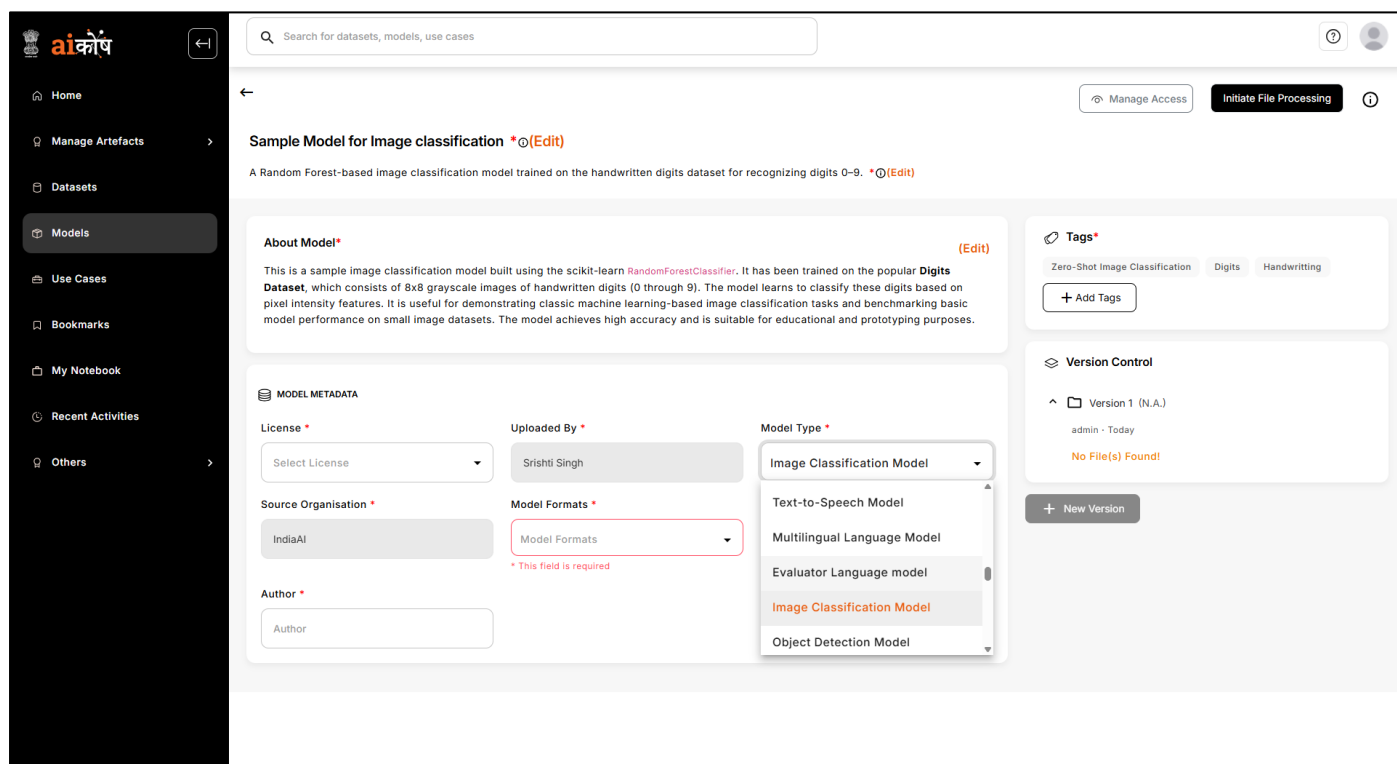 aiकोष
Home
Manage Artefacts
Datasets
Models
Use Cases
Bookmarks
My Notebook
Recent Activities
Others
Search for datasets, models, use cases
Manage Access
Initiate File Processing
Sample Model for Image classification *(Edit)
A Random Forest-based image classification model trained on the handwritten digits dataset for recognizing digits 0–9. *(Edit)
About Model*
(Edit)
This is a sample image classification model built using the scikit-learn RandomForestClassifier. It has been trained on the popular Digits
Dataset, which consists of 8x8 grayscale images of handwritten digits (0 through 9). The model learns to classify these digits based on
pixel intensity features. It is useful for demonstrating classic machine learning-based image classification tasks and benchmarking basic
model performance on small image datasets. The model achieves high accuracy and is suitable for educational and prototyping purposes.
MODEL METADATA
License *
Select License
Uploaded By *
Srishti Singh
Model Type *
Image Classification Model
Source Organisation *
IndiaAI
Model Formats *
Model Formats
* This field is required
Text-to-Speech Model
Multilingual Language Model
Evaluator Language model
Image Classification Model
Object Detection Model
Author *
Author
Tags*
Zero-Shot Image Classification Digits Handwritting
+ Add Tags
Version Control
Version 1 (N.A.)
admin - Today
No File(s) Found!
+ New Version